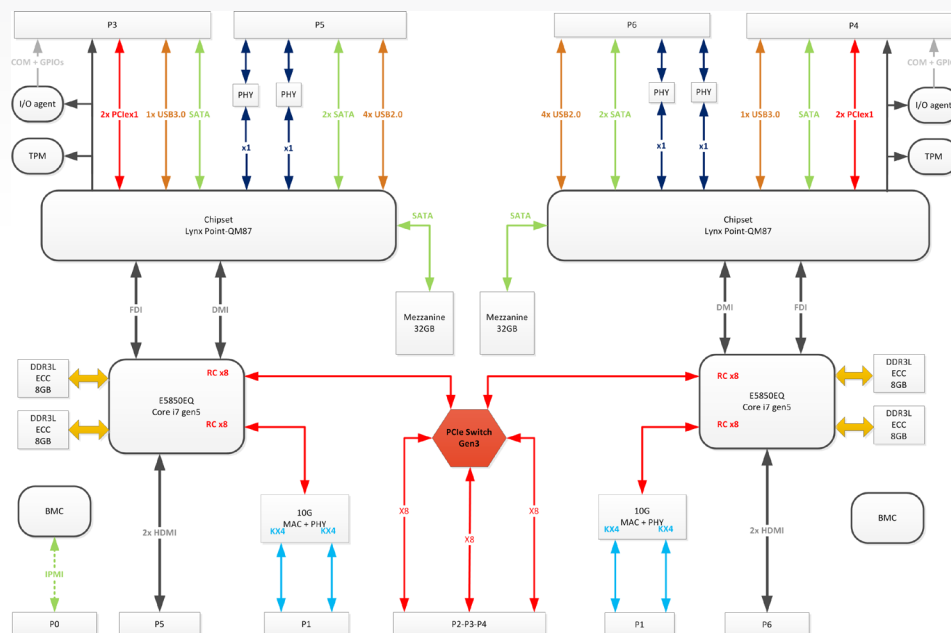 P3
P5
P6
P4
COM + GPIOs
COM + GPIOs
I/O agent
TPM
2x PCIex1
1x USB3.0
SATA
PHY
PHY
x1
x1
2x SATA
4x USB2.0
4x USB2.0
2x SATA
PHY
PHY
x1
x1
1x USB3.0
SATA
2x PCIex1
I/O agent
TPM
Chipset
Lynx Point-QM87
Chipset
Lynx Point-QM87
SATA
SATA
Mezzanine
32GB
Mezzanine
32GB
FDI
DMI
DMI
FDI
DDR3L
ECC
8GB
DDR3L
ECC
8GB
RC x8
E5850EQ
Core i7 gen5
RC x8
PCIe Switch
Gen3
RC x8
E5850EQ
Core i7 gen5
RC x8
DDR3L
ECC
8GB
DDR3L
ECC
8GB
BMC
IPMI
2x HDMI
10G
MAC + PHY
KX4
KX4
X8
X8
X8
10G
MAC + PHY
KX4
KX4
2x HDMI
BMC
P0
P5
P1
P2-P3-P4
P1
P6